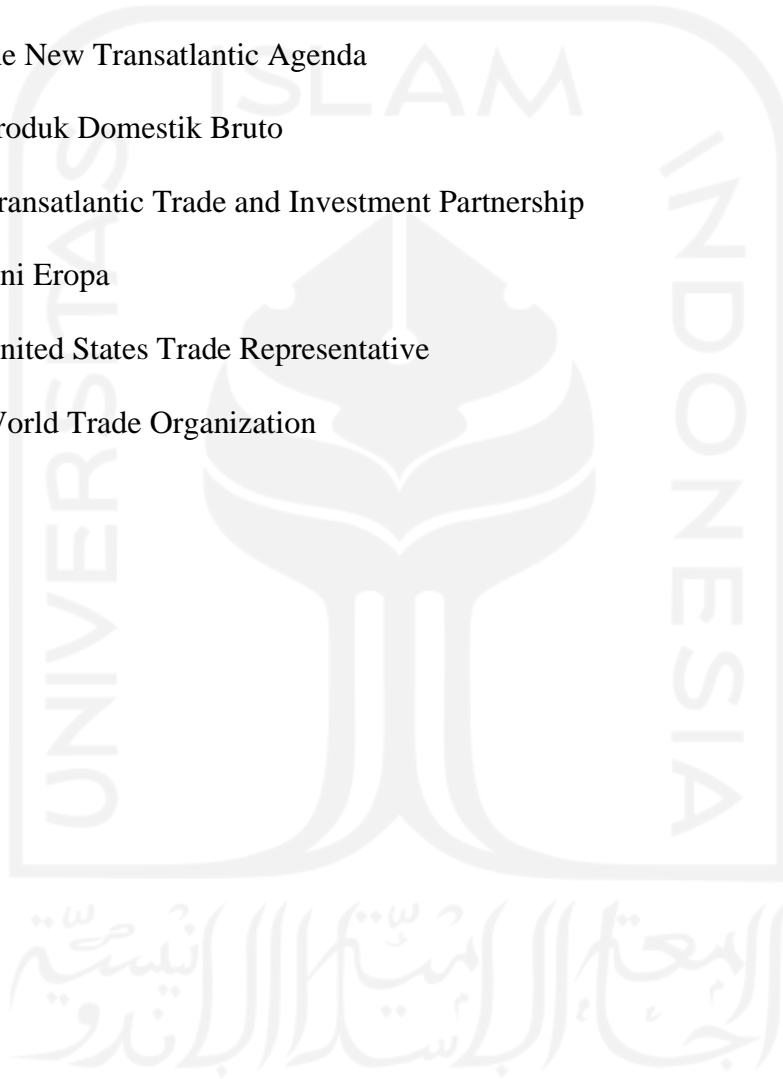 e New Transatlantic Agenda
roduk Domestik Bruto
ransatlantic Trade and Investment Partnership
ni Eropa
nited States Trade Representative
orld Trade Organization
ISLAM
UNIVERSITAS
INDONESIA